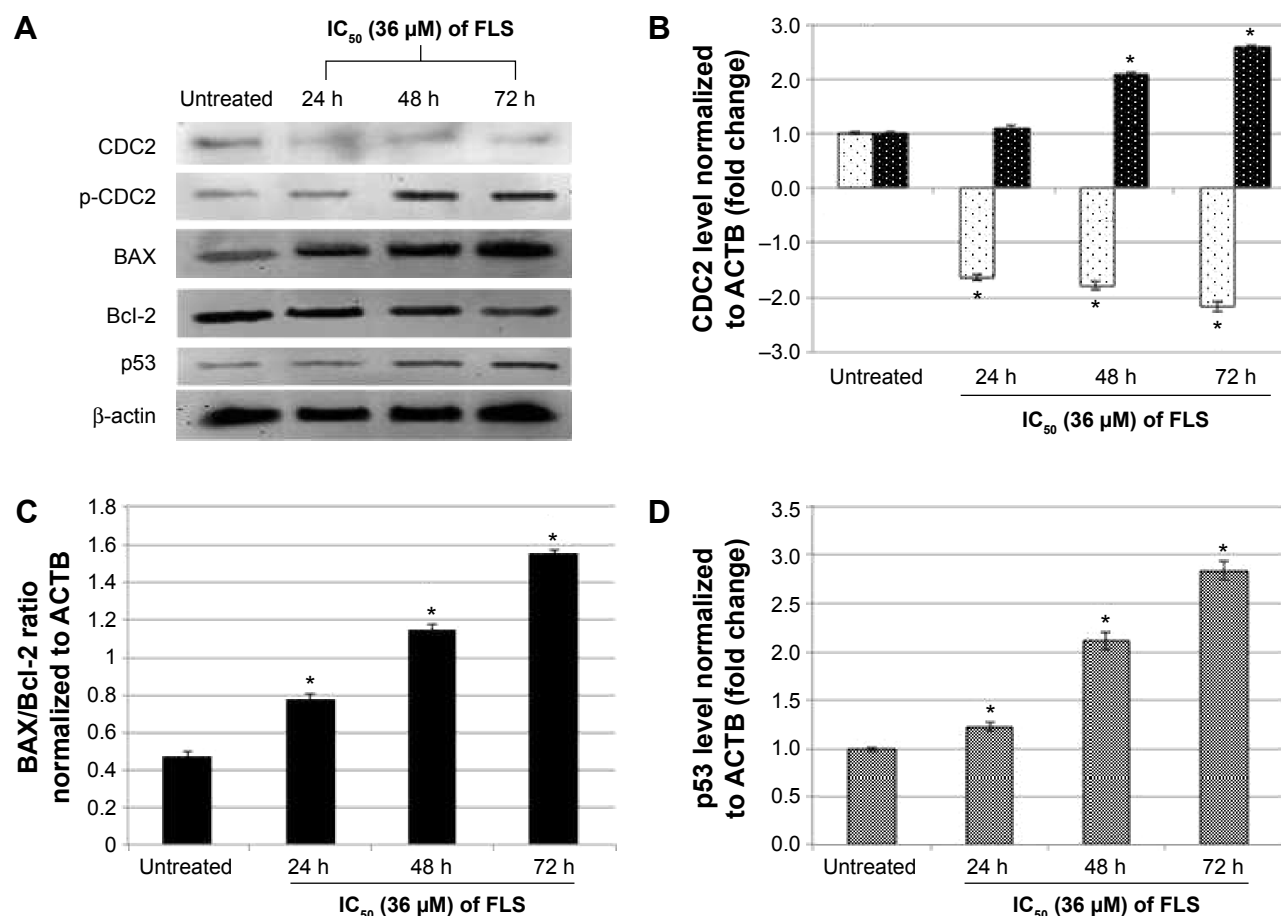 A
IC50 (36 µM) of FLS
Untreated 24 h 48 h 72 h
CDC2
p-CDC2
BAX
Bcl-2
p53
β-actin
B
CDC2 level normalized
to ACTB (fold change)
3.0
2.0
1.0
0.0
–1.0
–2.0
–3.0
*
*
*
*
*
Untreated 24 h 48 h 72 h
IC50 (36 µM) of FLS
C
BAX/Bcl-2 ratio
normalized to ACTB
1.8
1.6
1.4
1.2
1
0.8
0.6
0.4
0.2
0
*
*
*
Untreated 24 h 48 h 72 h
IC50 (36 µM) of FLS
D
p53 level normalized
to ACTB (fold change)
3.5
3.0
2.5
2.0
1.5
1.0
0.5
0.0
*
*
*
Untreated 24 h 48 h 72 h
IC50 (36 µM) of FLS